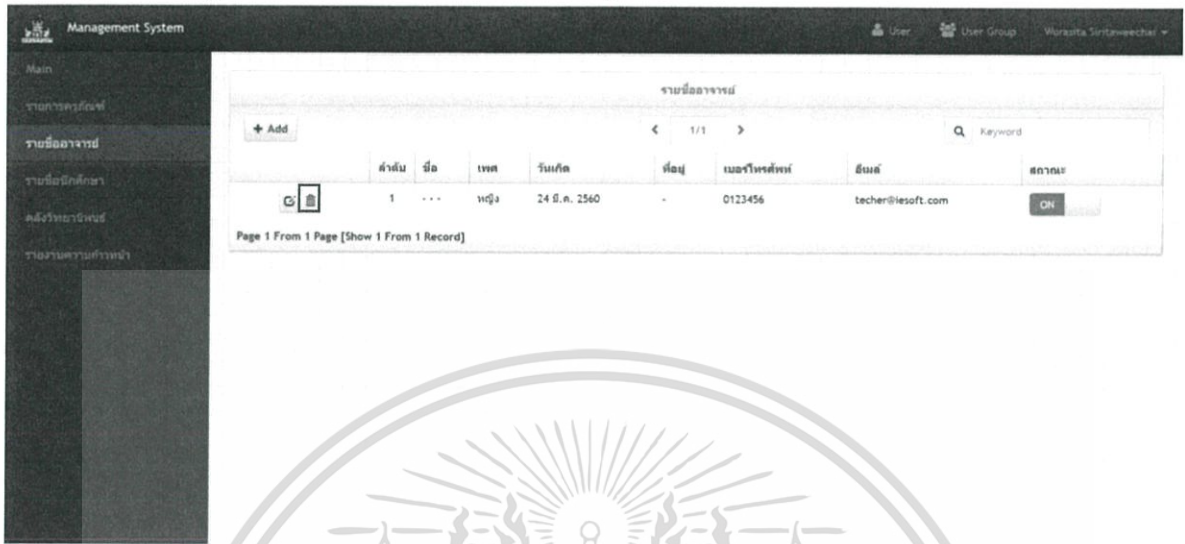 Management System
User
User Group
Worasita Siritaweechai
Main
รายการครุภัณฑ์
รายชื่ออาจารย์
รายชื่อนักศึกษา
คลังวิทยานิพนธ์
รายงานความก้าวหน้า
รายชื่ออาจารย์
+ Add
< 1/1 >
Keyword
ลำดับ ชื่อ เพศ วันเกิด ที่อยู่ เบอร์โทรศัพท์ อีเมล์ สถานะ
1 - - - หญิง 24 มี.ค. 2560 - 0123456 techer@iesoft.com ON
Page 1 From 1 Page [Show 1 From 1 Record]